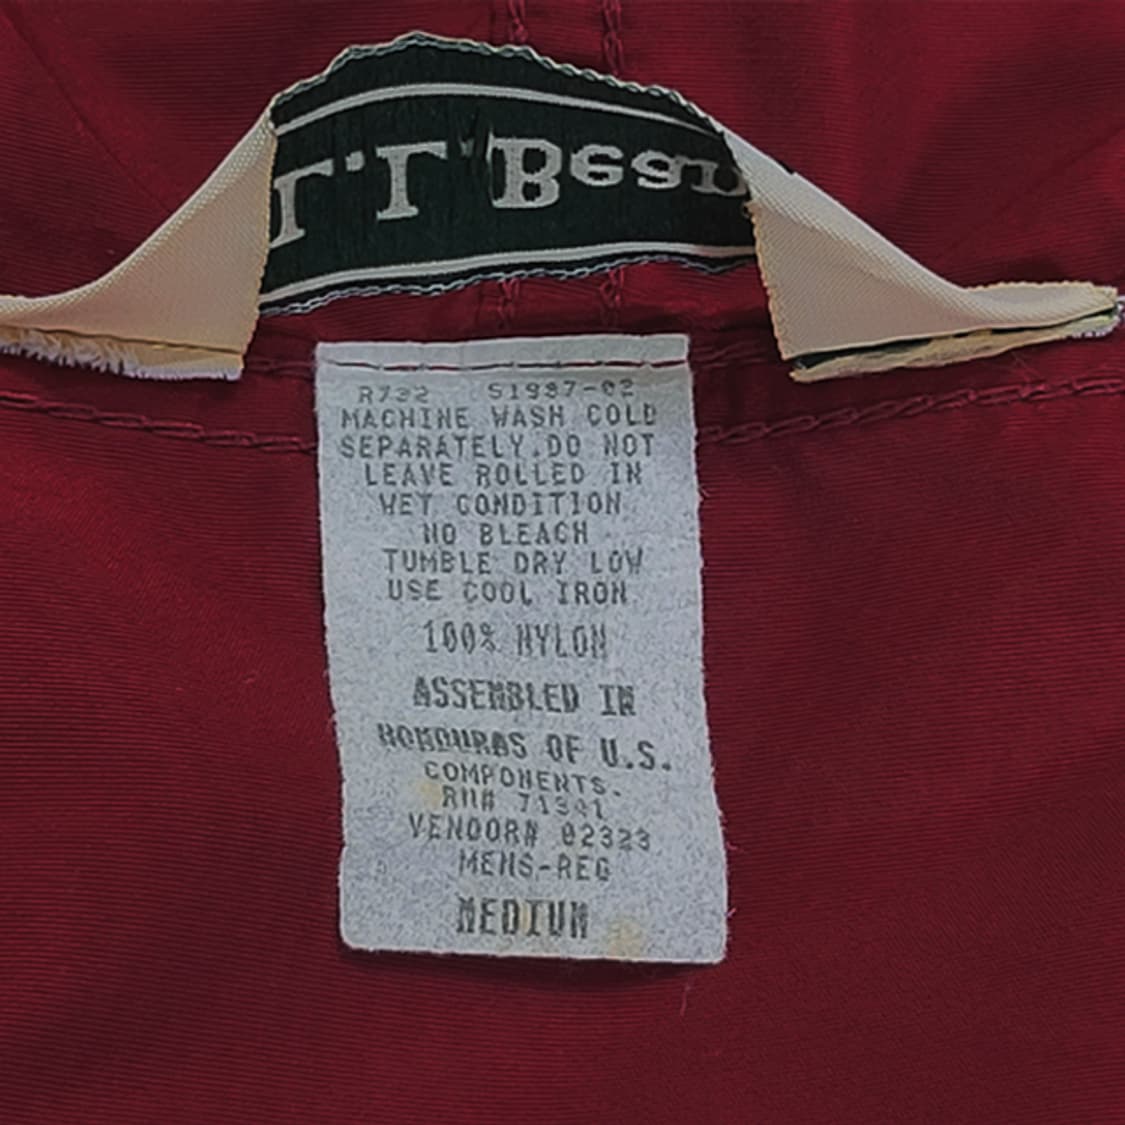 L.L.Bean
R732 51987-02
MACHINE WASH COLD
SEPARATELY.DO NOT
LEAVE ROLLED IN
WET CONDITION
NO BLEACH
TUMBLE DRY LOW
USE COOL IRON
100% NYLON
ASSEMBLED IN
HONDURAS OF U.S.
COMPONENTS.
RN# 71341
VENDOR# 02323
MENS-REG
MEDIUM